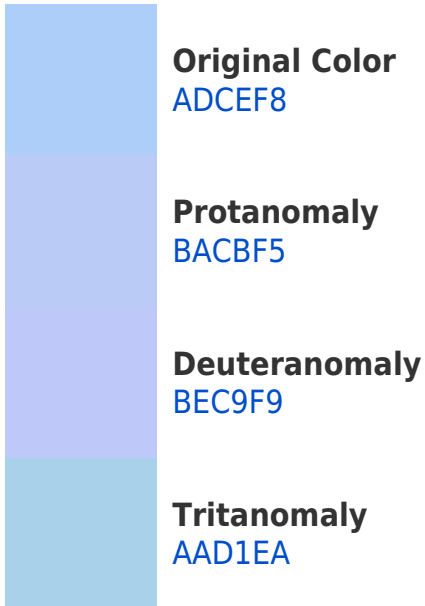 Original Color
ADCEF8
Protanomaly
BACBF5
Deuteranomaly
BEC9F9
Tritanomaly
AAD1EA